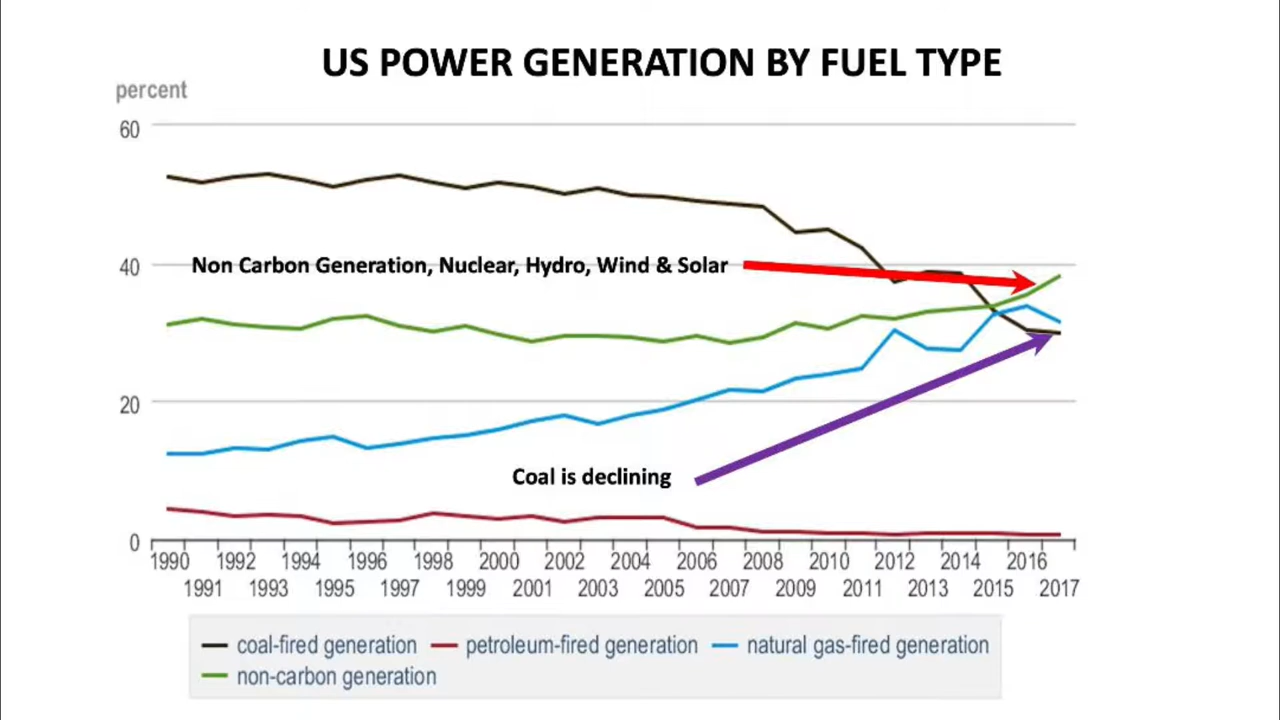 US POWER GENERATION BY FUEL TYPE
percent
60
Non Carbon Generation, Nuclear, Hydro, Wind & Solar
40
20
Coal is declining
0
1990 1992 1994 1996 1998 2000 2002 2004 2006 2008 2010 2012 2014 2016
1991 1993 1995 1997 1999 2001 2003 2005 2007 2009 2011 2013 2015 2017
coal-fired generation petroleum-fired generation natural gas-fired generation
non-carbon generation